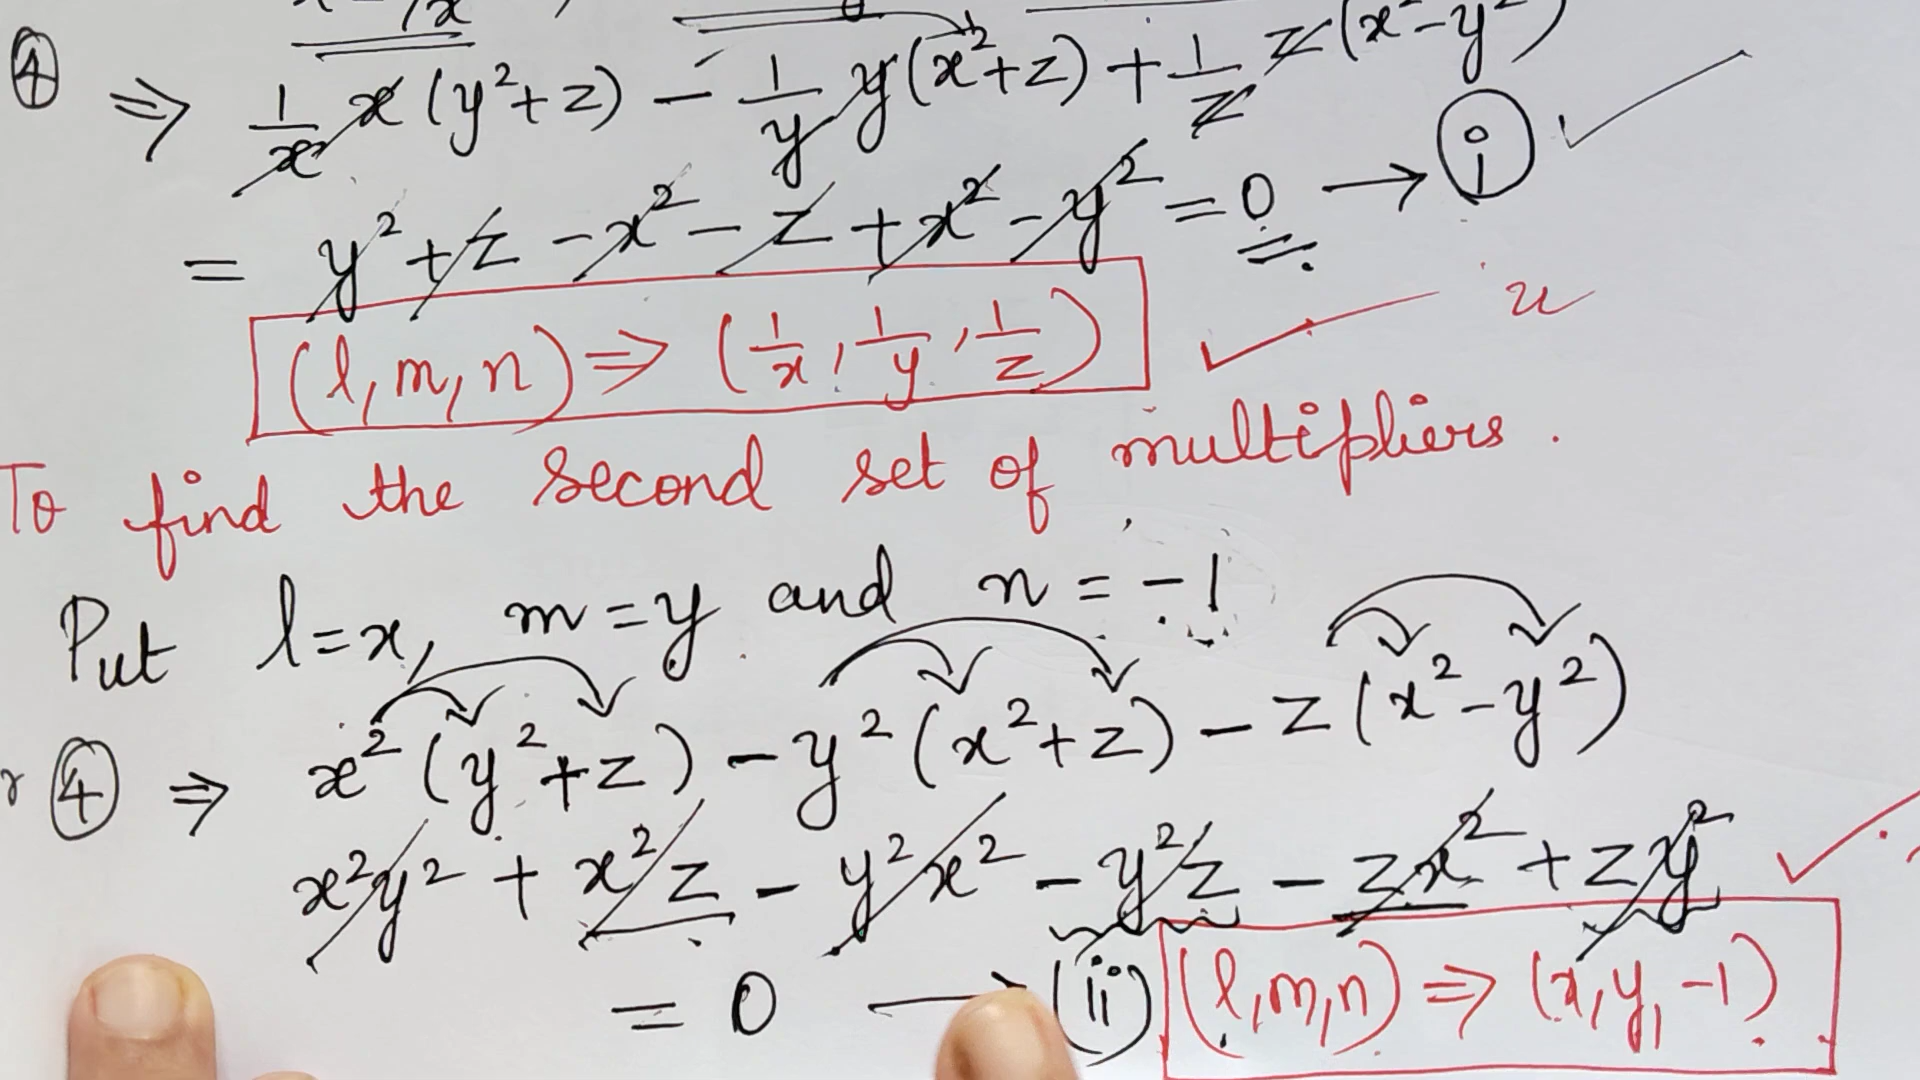 ④ ⇒ 1/x x (y²+z) − 1/y y(x²+z) + 1/z z(x²−y²)
= y²+z −x²−z +x²−y² = 0 → (i) ✓
(l, m, n) ⇒ (1/x, 1/y, 1/z) ✓ u
To find the second set of multipliers.
Put l=x, m=y and n=-1
④ ⇒ x²(y²+z) − y²(x²+z) − z(x²−y²)
x²y² + x²z − y²x² − y²z − zx² + zy² ✓
= 0 → (ii) (l, m, n) ⇒ (x, y, -1)